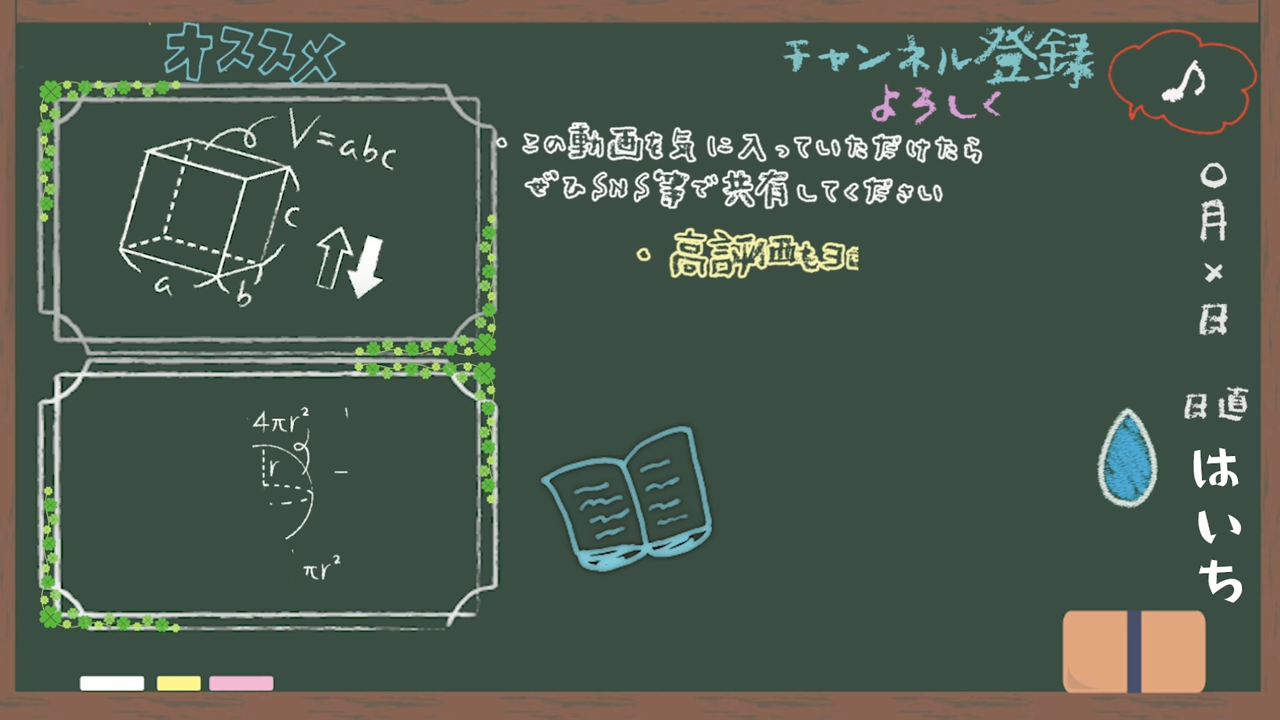 オススメ
V=abc
c
a
b
4πr²
r
πr²
チャンネル登録
よろしく
・この動画を気に入っていただけたら
ぜひSNS等で共有してください
・高評価もヨ
〇月×日
日直
はいち